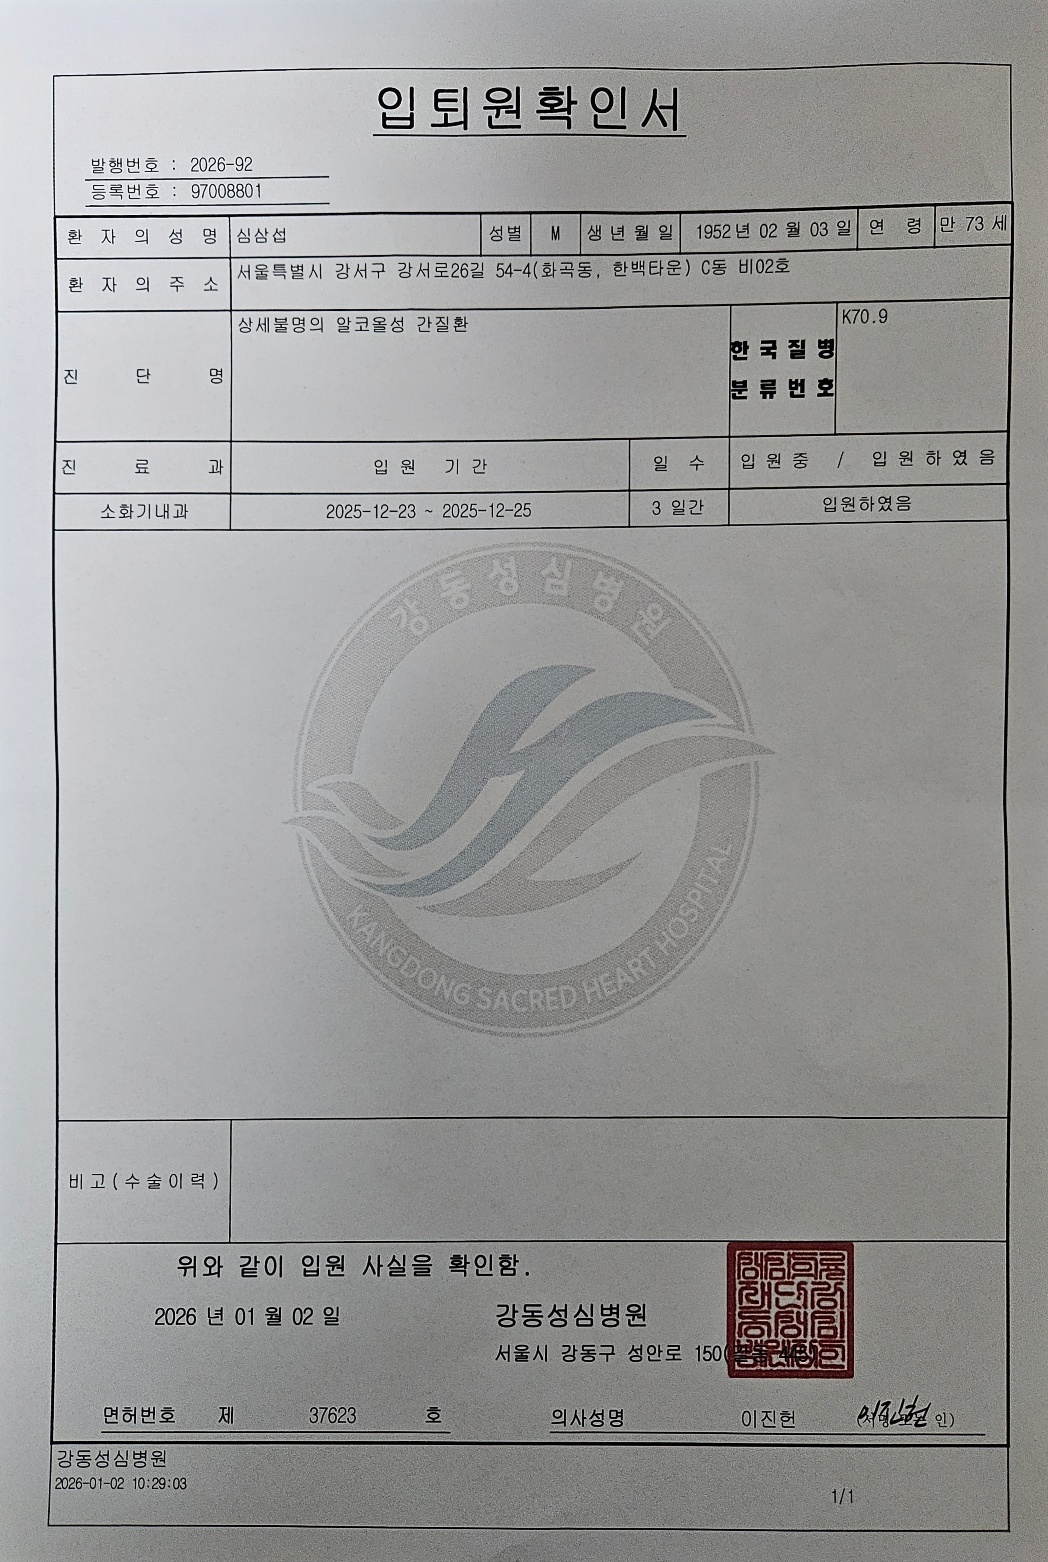 입퇴원확인서
발행번호 : 2026-92
등록번호 : 97008801
환 자 의 성 명 심삼섭 성별 M 생년월일 1952년 02 월 03 일 연 령 만 73 세
환 자 의 주 소 서울특별시 강서구 강서로26길 54-4(화곡동, 한백타운) C동 비02호
진 단 명 상세불명의 알코올성 간질환 한국질병 분류번호 K70.9
진 료 과 입 원 기 간 일 수 입 원 중 / 입 원 하 였 음
소화기내과 2025-12-23 ~ 2025-12-25 3 일간 입원하였음
강동성심병원
KANGDONG SACRED HEART HOSPITAL
비고(수술이력)
위와 같이 입원 사실을 확인함.
2026 년 01 월 02 일 강동성심병원
서울시 강동구 성안로 150(
면허번호 제 37623 호 의사성명 이진헌 이진헌 인)
강동성심병원
2026-01-02 10:29:03
1/1